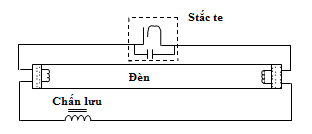 Stắc te
Đèn
Chấn lưu